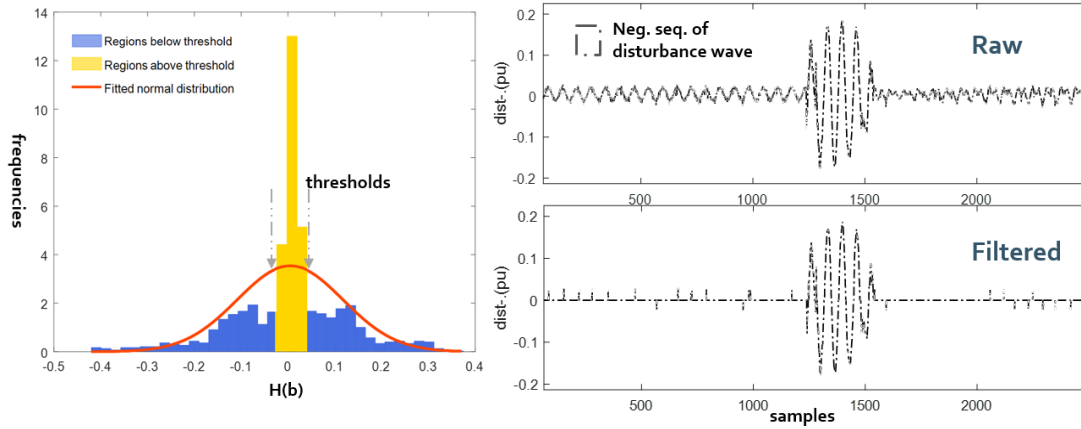 14
12
10
8
6
4
2
0
frequencies
Regions below threshold
Regions above threshold
Fitted normal distribution
thresholds
-0.5
-0.4
-0.3
-0.2
-0.1
0
0.1
0.2
0.3
0.4
H(b)
0.2
0.1
0
-0.1
-0.2
dist-.(pu)
Neg. seq. of
disturbance wave
Raw
500
1000
1500
2000
0.2
0.1
0
-0.1
-0.2
dist-.(pu)
Filtered
500
1000
1500
2000
samples